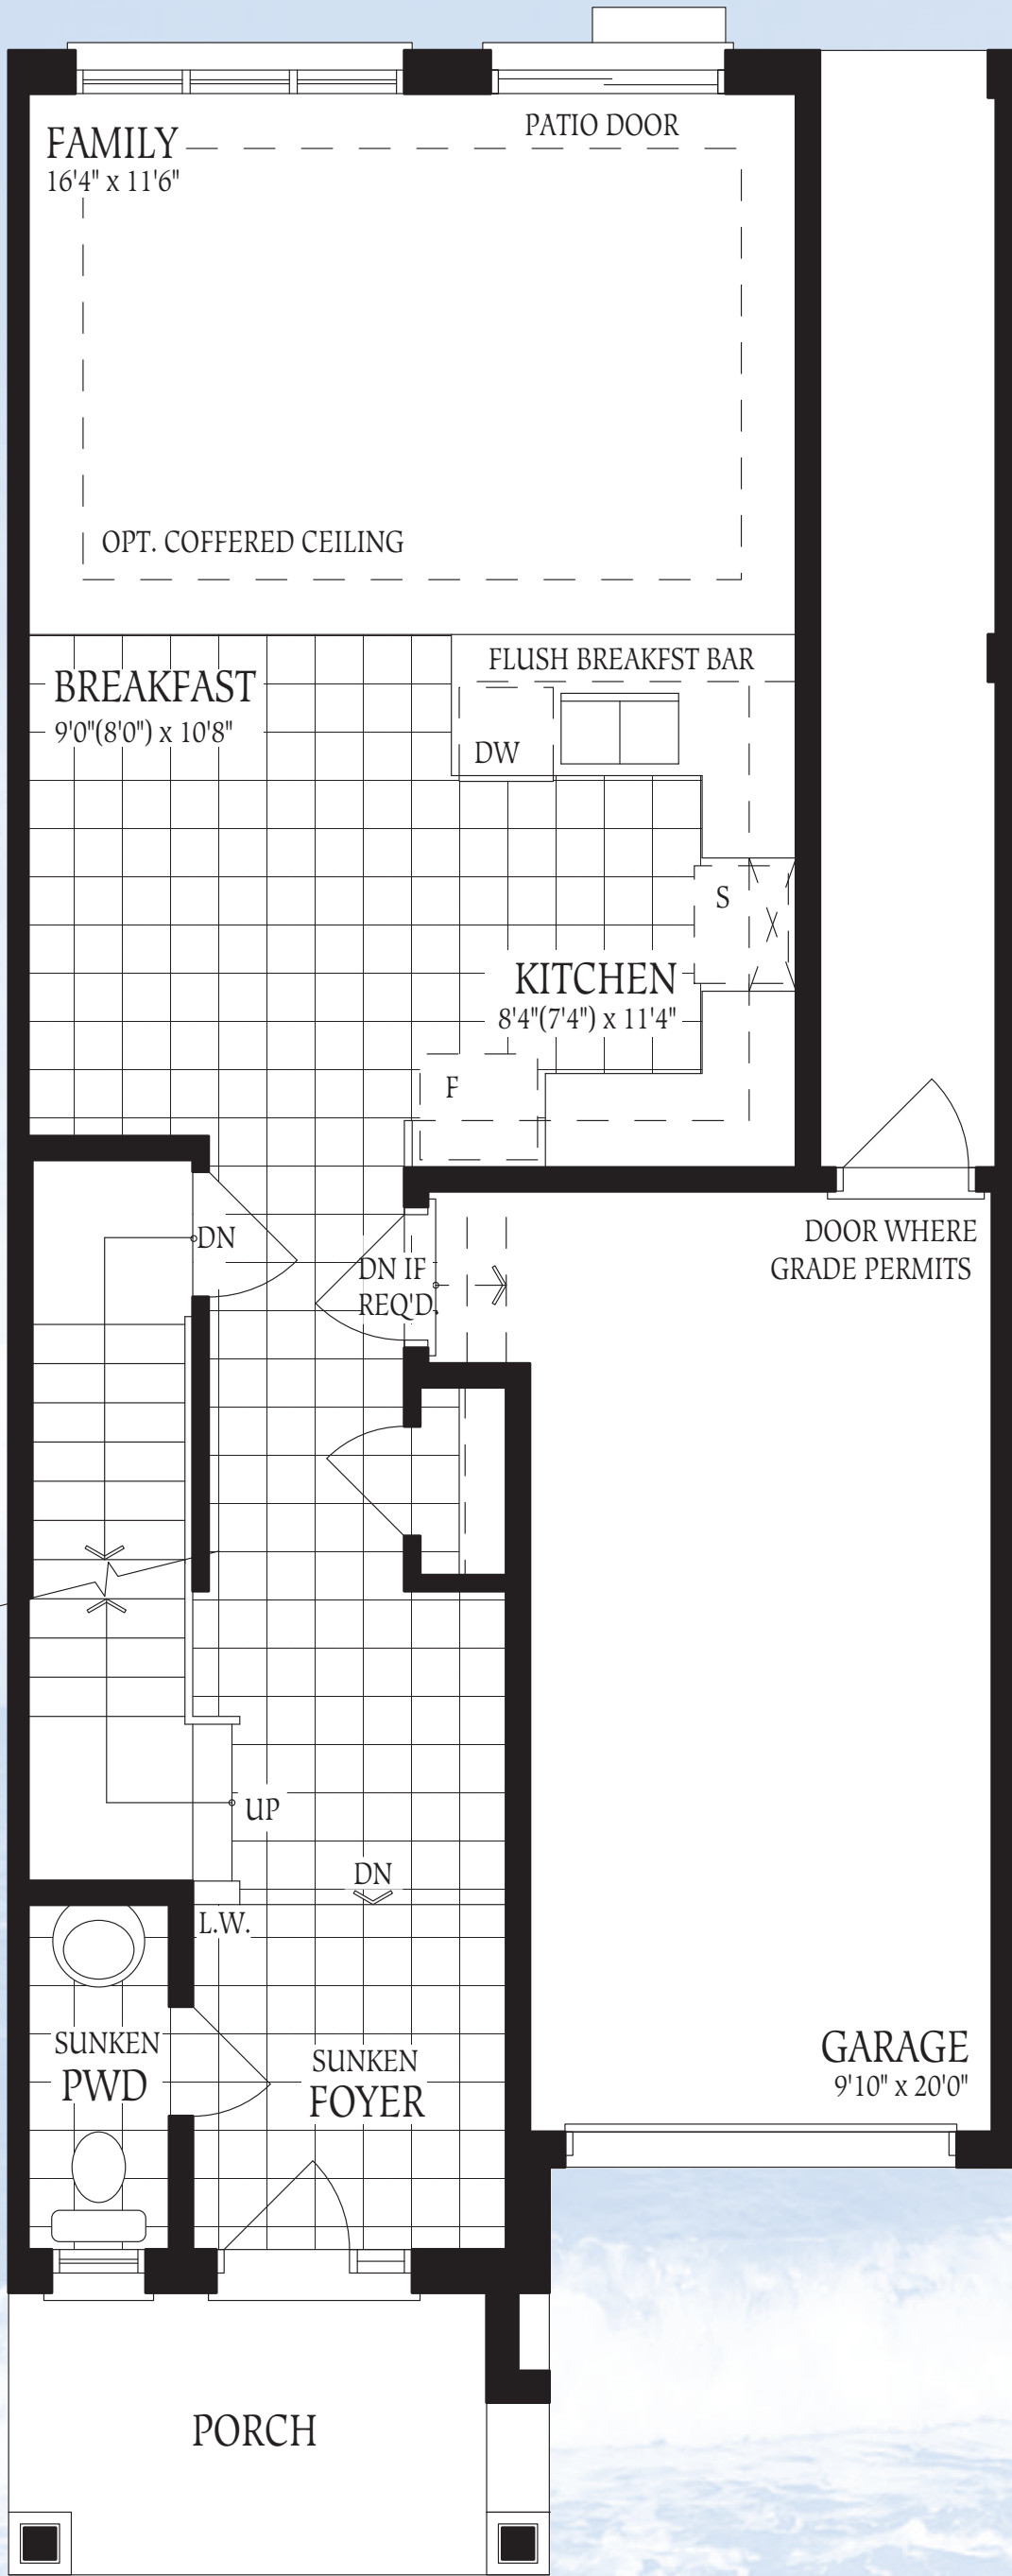 PATIO DOOR
FAMILY
16'4" x 11'6"
OPT. COFFERED CEILING
FLUSH BREAKFST BAR
BREAKFAST
9'0"(8'0") x 10'8"
DW
S
KITCHEN
8'4"(7'4") x 11'4"
F
DN
DN IF
REQ'D.
DOOR WHERE
GRADE PERMITS
UP
DN
L.W.
SUNKEN
PWD
SUNKEN
FOYER
GARAGE
9'10" x 20'0"
PORCH